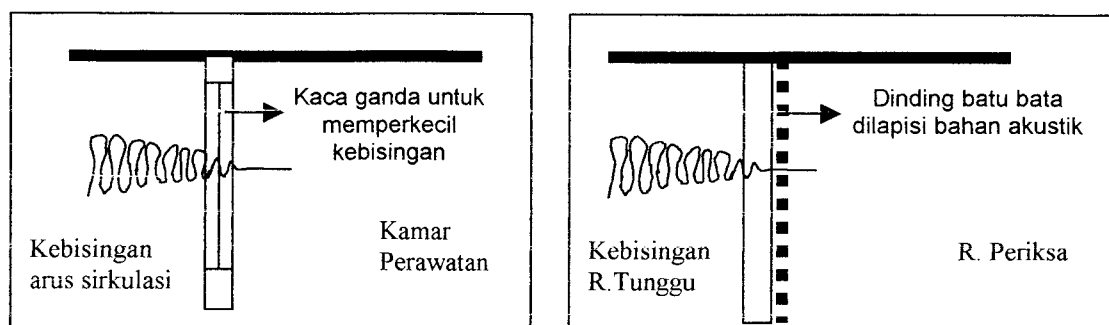 Kaca ganda untuk
memperkecil
kebisingan
Kebisingan
arus sirkulasi
Kamar
Perawatan
Dinding batu bata
dilapisi bahan akustik
Kebisingan
R.Tunggu
R. Periksa